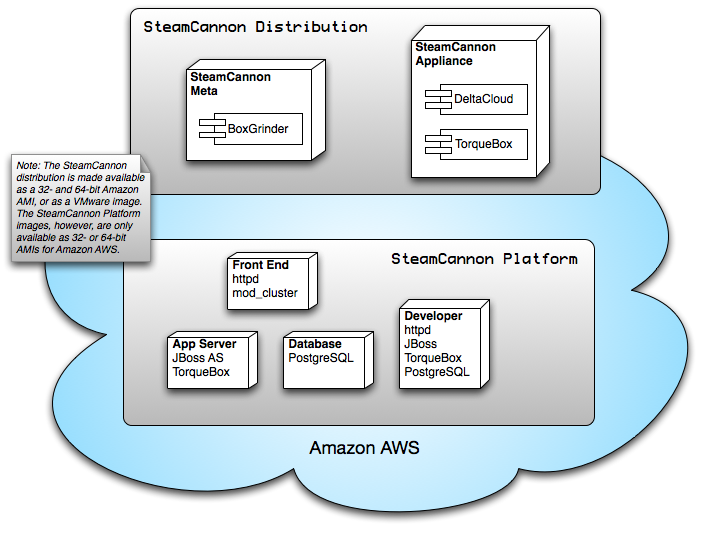 SteamCannon Distribution
SteamCannon
Meta
BoxGrinder
SteamCannon
Appliance
DeltaCloud
TorqueBox
Note: The SteamCannon
distribution is made available
as a 32- and 64-bit Amazon
AMI, or as a VMware image.
The SteamCannon Platform
images, however, are only
available as 32- or 64-bit
AMIs for Amazon AWS.
SteamCannon Platform
Front End
httpd
mod_cluster
App Server
JBoss AS
TorqueBox
Database
PostgreSQL
Developer
httpd
JBoss
TorqueBox
PostgreSQL
Amazon AWS